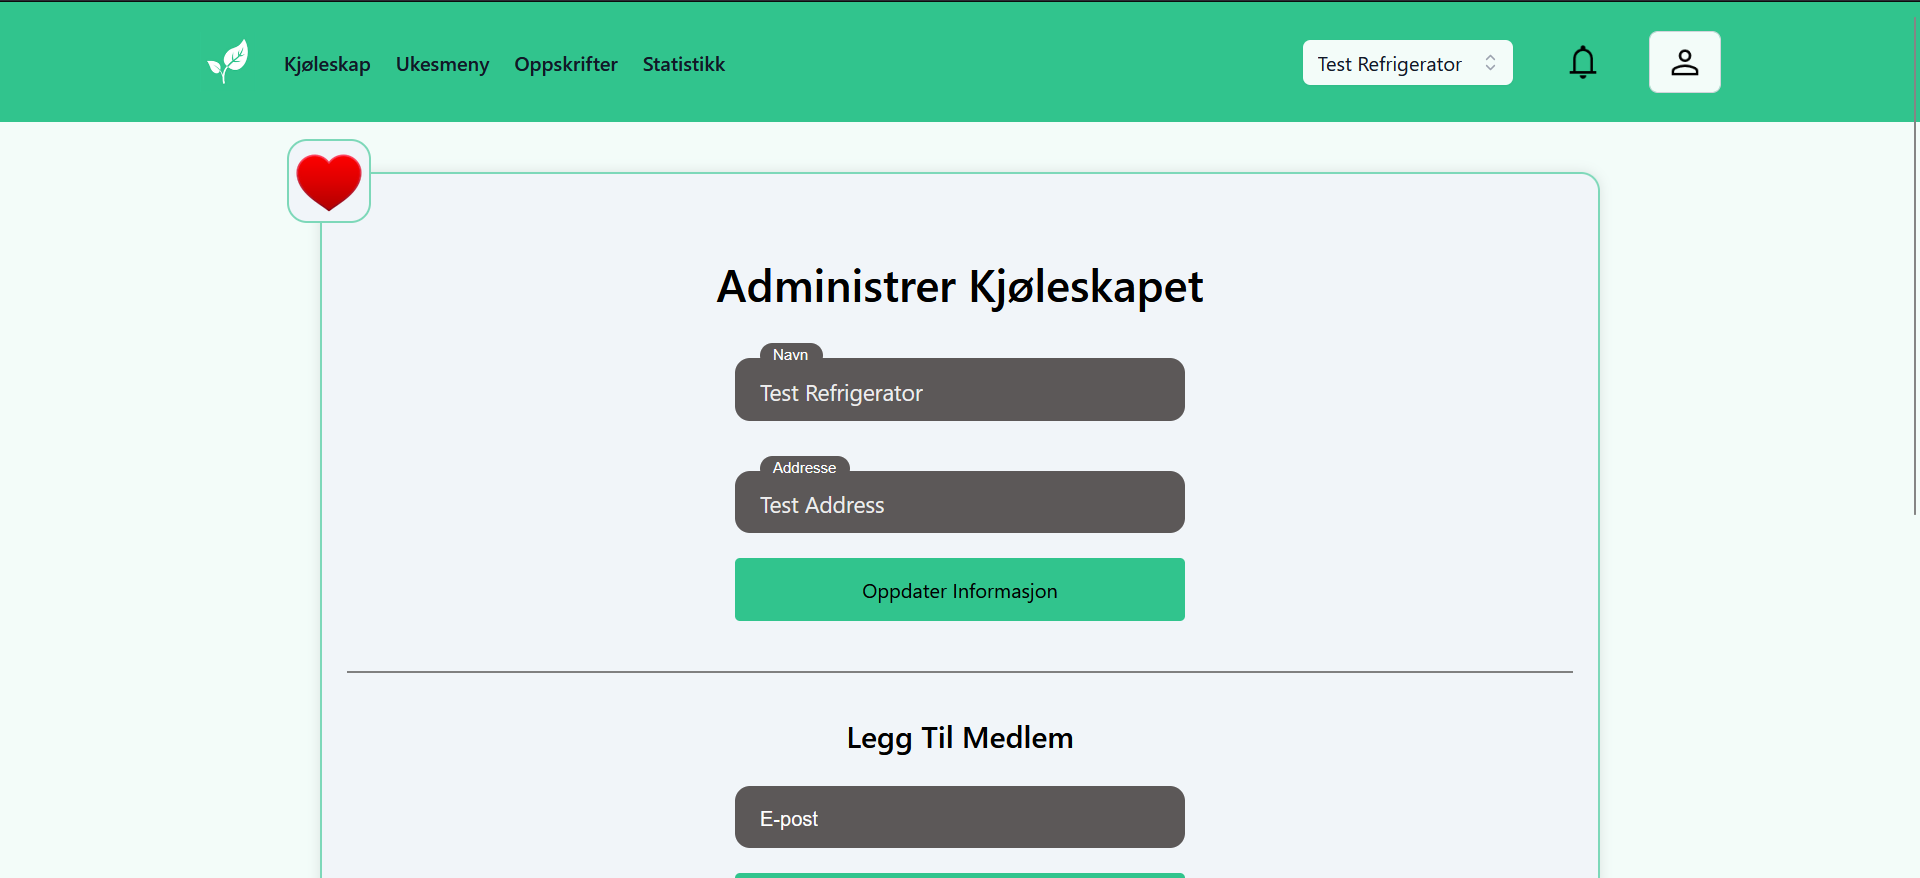 Kjøleskap Ukesmeny Oppskrifter Statistikk Test Refrigerator
Administrer Kjøleskapet
Navn
Test Refrigerator
Addresse
Test Address
Oppdater Informasjon
Legg Til Medlem
E-post